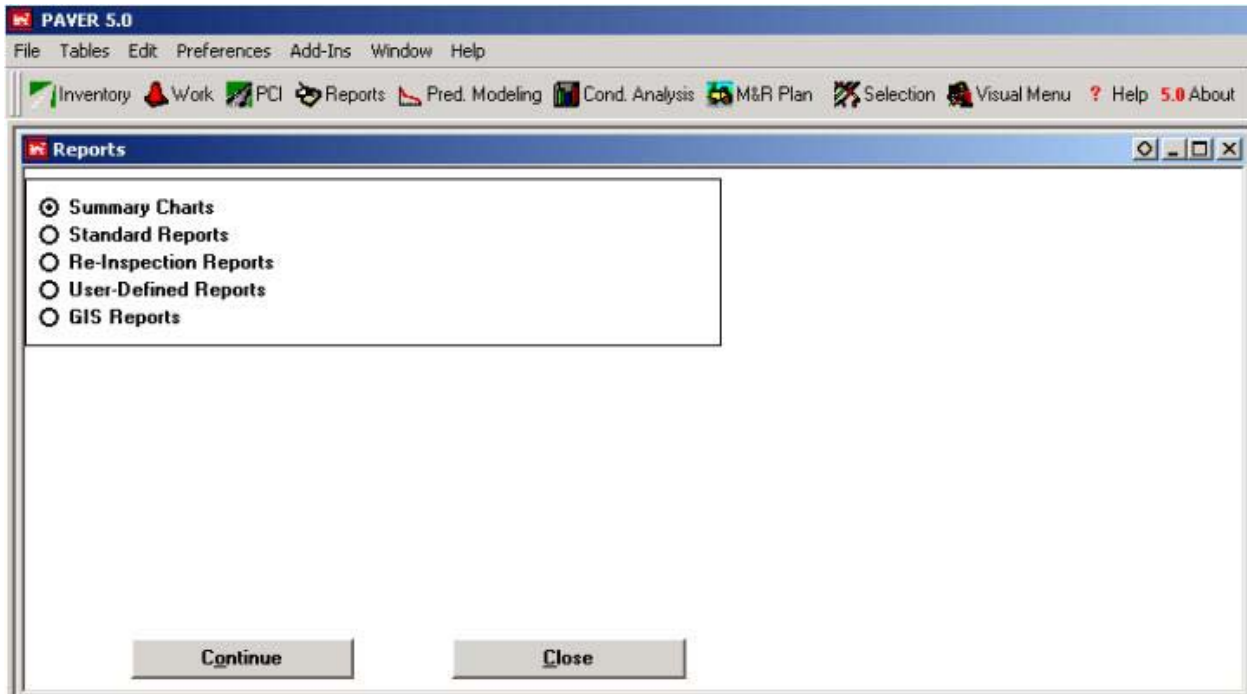 PAVER 5.0
File Tables Edit Preferences Add-Ins Window Help
Inventory Work PCI Reports Pred. Modeling Cond. Analysis M&R Plan Selection Visual Menu ? Help 5.0 About
Reports
Summary Charts
Standard Reports
Re-Inspection Reports
User-Defined Reports
GIS Reports
Continue Close